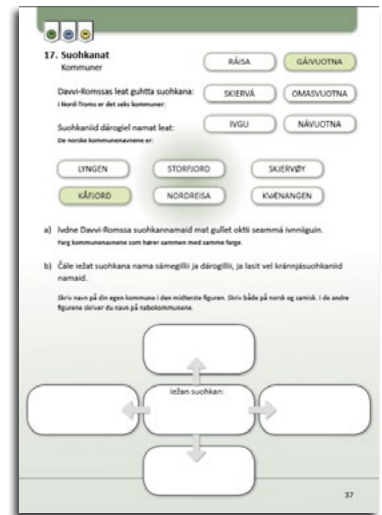 17. Suohkanat
Kommuner
RÁISA
GÁIVUOTNA
Davvi-Romssas leat guhtta suohkana:
I Nord-Troms er det seks kommuner:
SKIERVÁ
OMASVUOTNA
Suohkaniid dárogiel namat leat:
De norske kommunenavnene er:
IVGU
NÁVUOTNA
LYNGEN
STORFJORD
SKJERVØY
KÅFJORD
NORDREISA
KVÆNANGEN
a) Ivdne Davvi-Romssa suohkannamaid mat gullet oktii seammá ivnniiguin.
Farg kommunenavnene som hører sammen med samme farge.
b) Čále iežat suohkana nama sámegillii ja dárogillii, ja lasit vel kránnjásuohkaniid
namaid.
Skriv navn på din egen kommune i den midterste figuren. Skriv både på norsk og samisk. I de andre
figurene skriver du navn på nabokommunene.
Iežan suohkan:
37